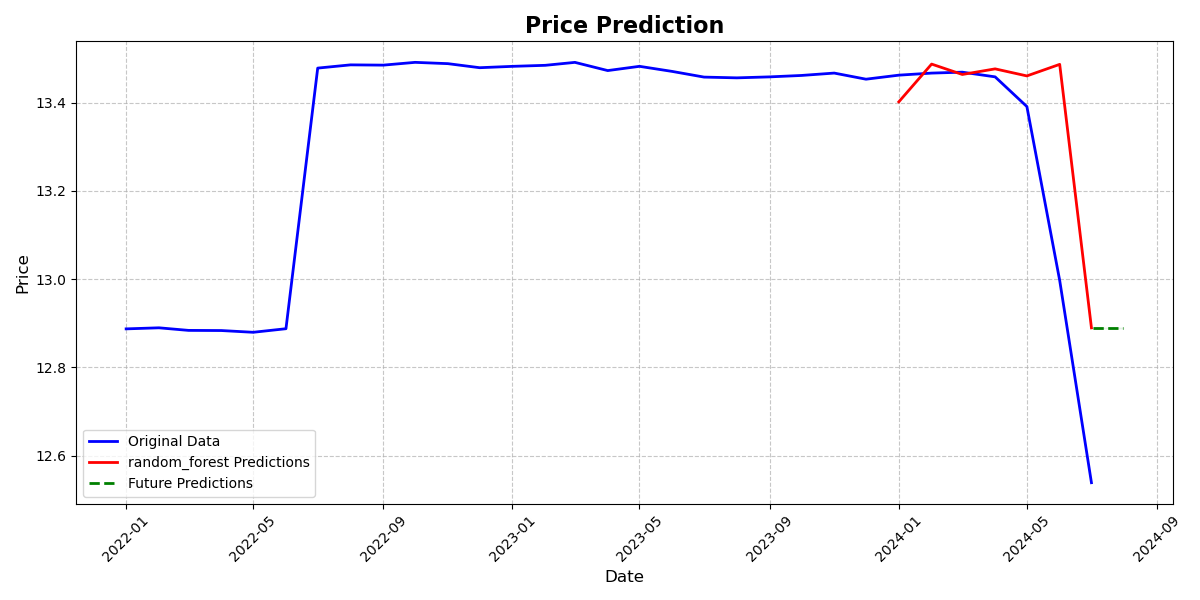 Price Prediction
Price
13.4
13.2
13.0
12.8
12.6
Original Data
random_forest Predictions
Future Predictions
2022-01
2022-05
2022-09
2023-01
2023-05
2023-09
2024-01
2024-05
2024-09
Date